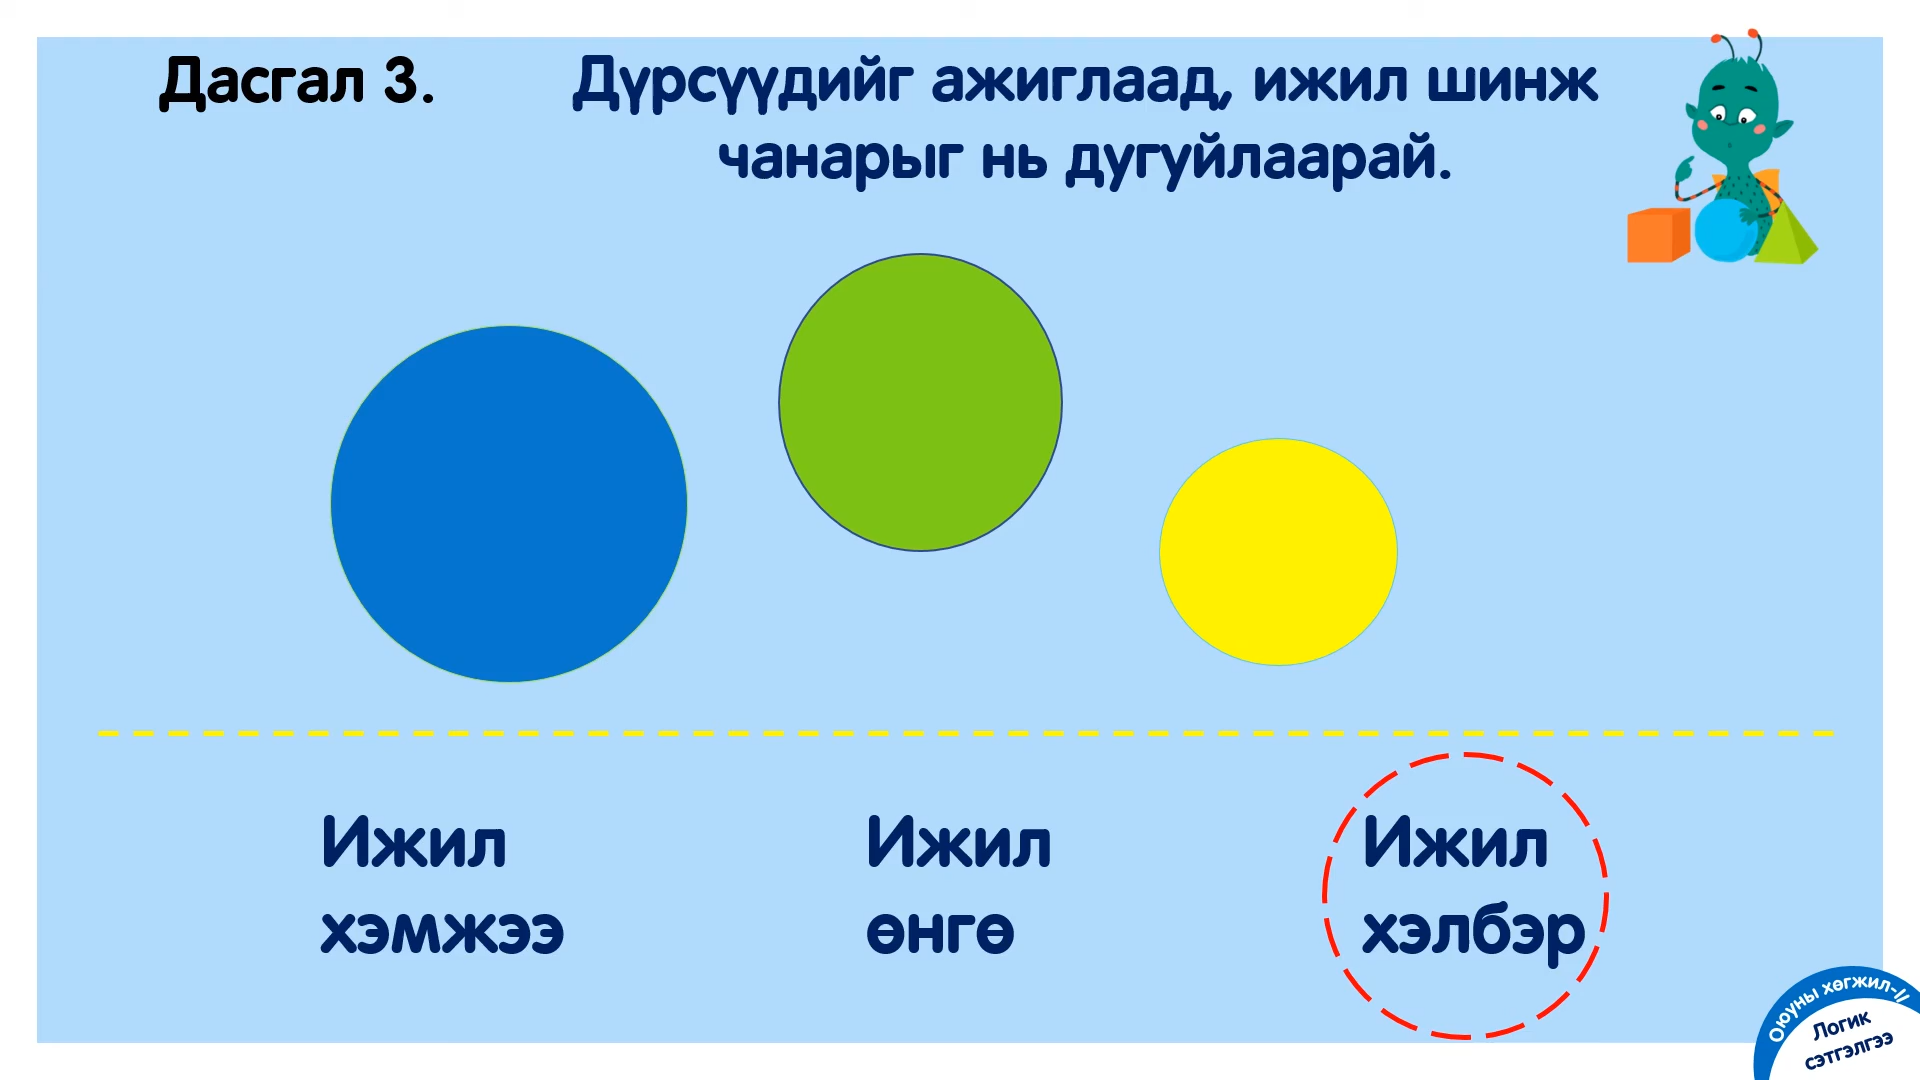 Дасгал 3.
Дүрсүүдийг ажиглаад, ижил шинж
чанарыг нь дугуйлаарай.
Ижил
хэмжээ
Ижил
өнгө
Ижил
хэлбэр
Оюуны хөгжил-II
Логик
сэтгэлгээ